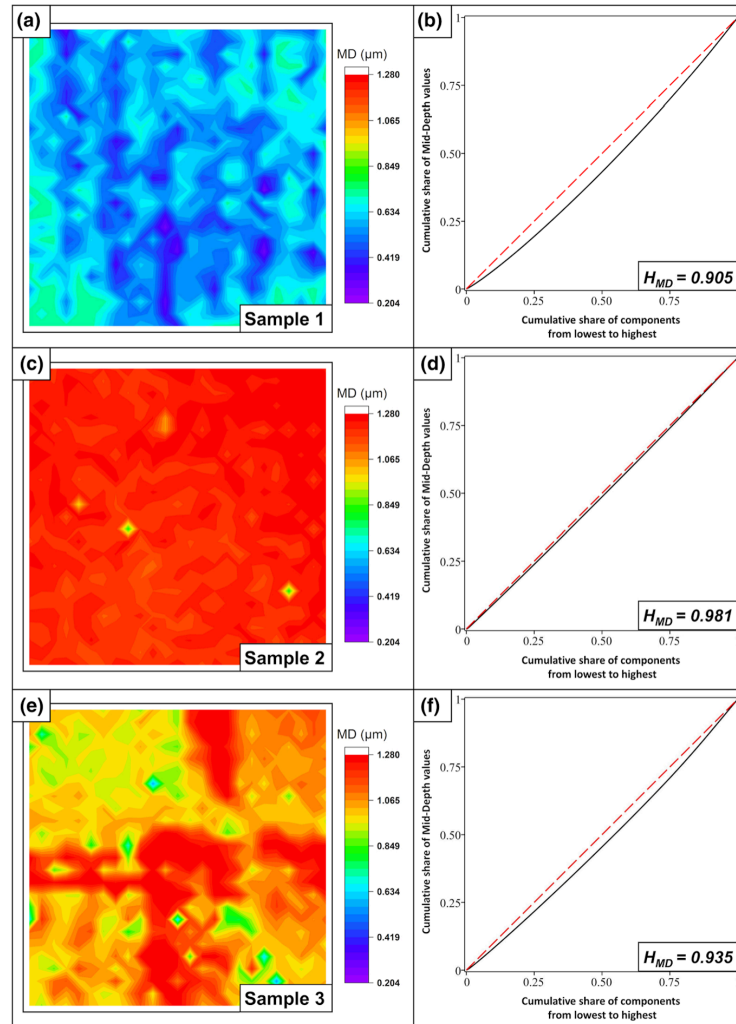 (a)
MD (µm)
1.280
1.065
0.849
0.634
0.419
0.204
Sample 1
(b)
1
0.75
0.50
0.25
0
0
0.25
0.50
0.75
Cumulative share of Mid-Depth values
Cumulative share of components
from lowest to highest
H_MD = 0.905
(c)
MD (µm)
1.280
1.065
0.849
0.634
0.419
0.204
Sample 2
(d)
1
0.75
0.50
0.25
0
0
0.25
0.50
0.75
Cumulative share of Mid-Depth values
Cumulative share of components
from lowest to highest
H_MD = 0.981
(e)
MD (µm)
1.280
1.065
0.849
0.634
0.419
0.204
Sample 3
(f)
1
0.75
0.50
0.25
0
0
0.25
0.50
0.75
Cumulative share of Mid-Depth values
Cumulative share of components
from lowest to highest
H_MD = 0.935